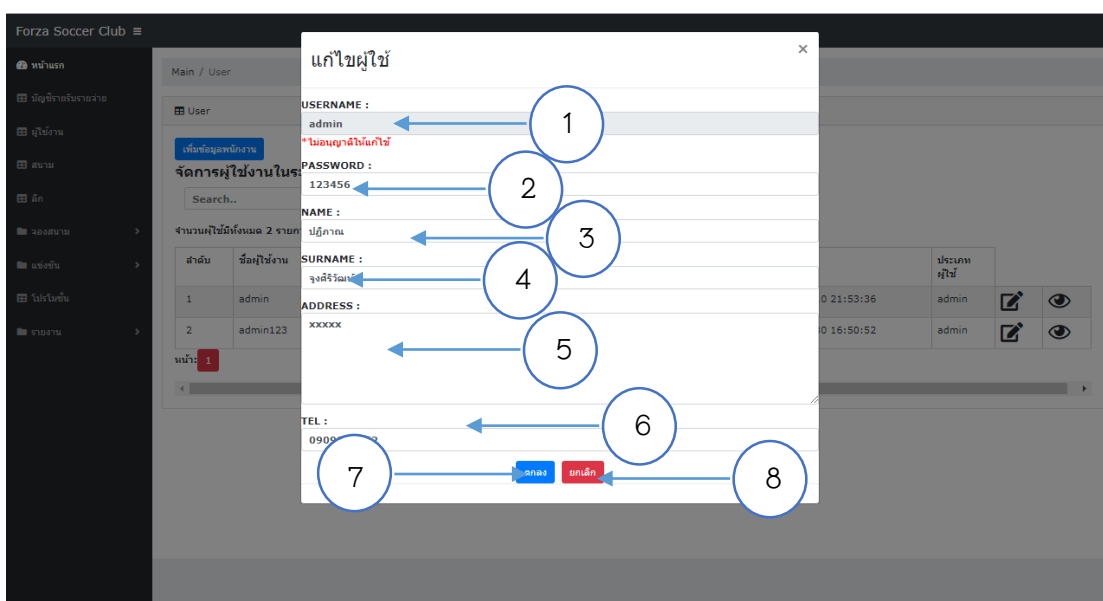 Forza Soccer Club
หน้าแรก
บัญชีรายรับรายจ่าย
ผู้ใช้งาน
สนาม
ลีก
จองสนาม
แข่งขัน
โปรโมชั่น
รายงาน
Main / User
User
เพิ่มข้อมูลพนักงาน
จัดการผู้ใช้งานในระ
Search..
จำนวนผู้ใช้มีทั้งหมด 2 รายกา
ลำดับ ชื่อผู้ใช้งาน ประเภท
ผู้ใช้
1 admin 0 21:53:36 admin
2 admin123 0 16:50:52 admin
หน้า: 1
แก้ไขผู้ใช้ ×
USERNAME :
admin 1
*ไม่อนุญาติให้แก้ไข
PASSWORD :
123456 2
NAME :
ปฏิภาณ 3
SURNAME :
จุงศิริวัฒน์ 4
ADDRESS :
xxxxx
5
TEL :
6
0909
7 ตกลง ยกเลิก 8